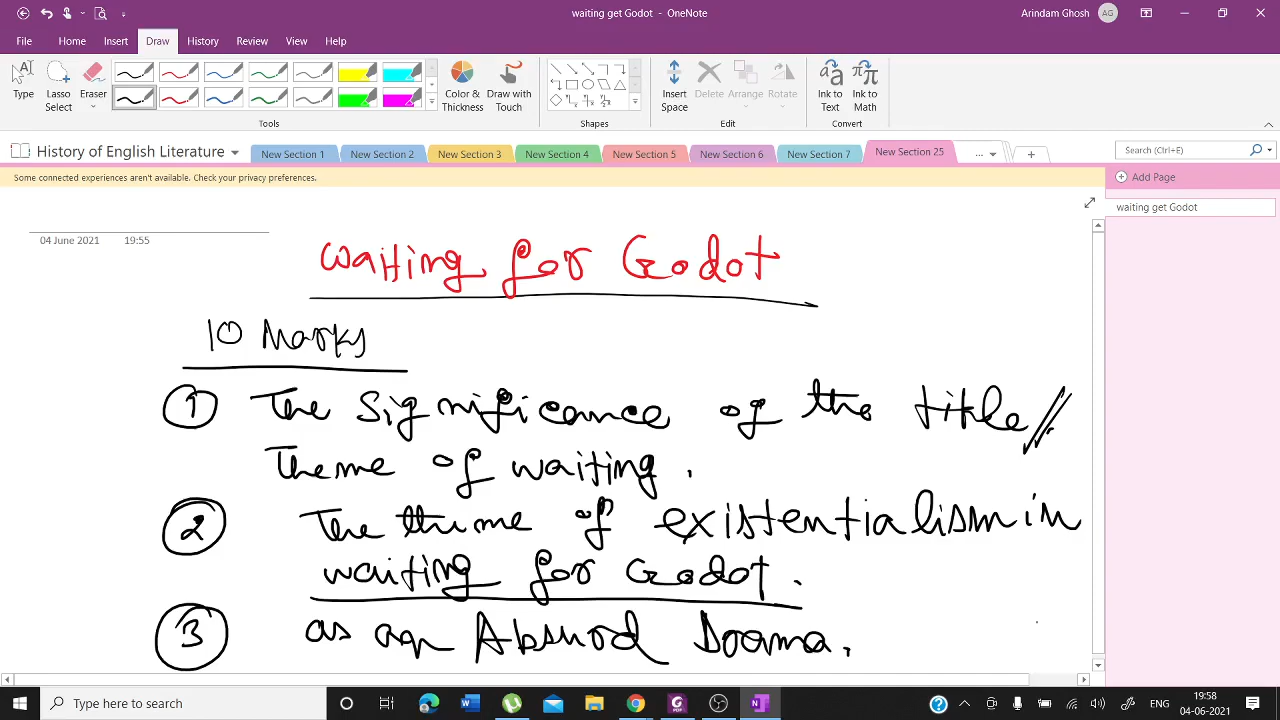 waiting get Godot - OneNote
Arindam Ghosh AG
File Home Insert Draw History Review View Help
Type Lasso Select Eraser Color & Thickness Draw with Touch Insert Space Delete Arrange Rotate Ink to Text Ink to Math
Tools Shapes Edit Convert
History of English Literature New Section 1 New Section 2 New Section 3 New Section 4 New Section 5 New Section 6 New Section 7 New Section 25 ... + Search (Ctrl+E)
Some connected experiences aren't available. Check your privacy preferences.
Add Page
waiting get Godot
04 June 2021 19:55
Waiting for Godot
10 Marks
1 The significance of the title//
Theme of waiting.
2 The theme of existentialism in
waiting for Godot.
3 as an Absurd Drama.
Type here to search
ENG 19:58
04-06-2021